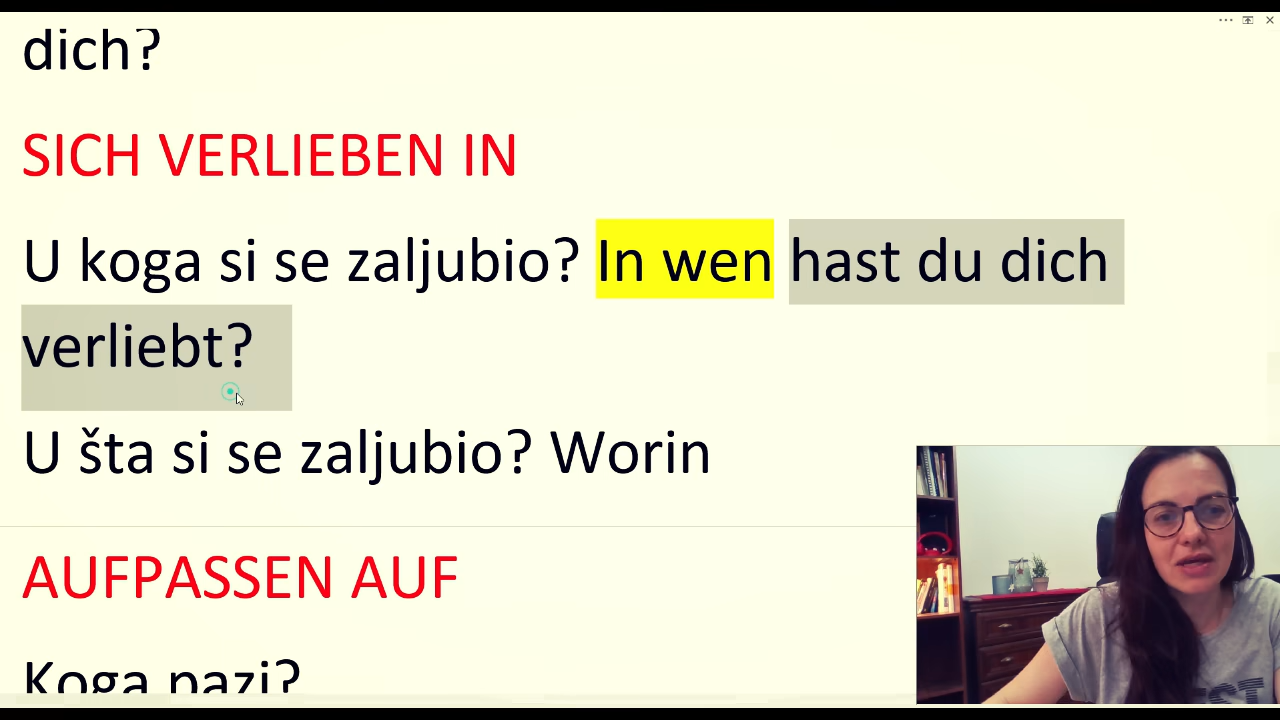 dich?
SICH VERLIEBEN IN
U koga si se zaljubio? In wen hast du dich
verliebt?
U šta si se zaljubio? Worin
AUFPASSEN AUF
Koga pazi?